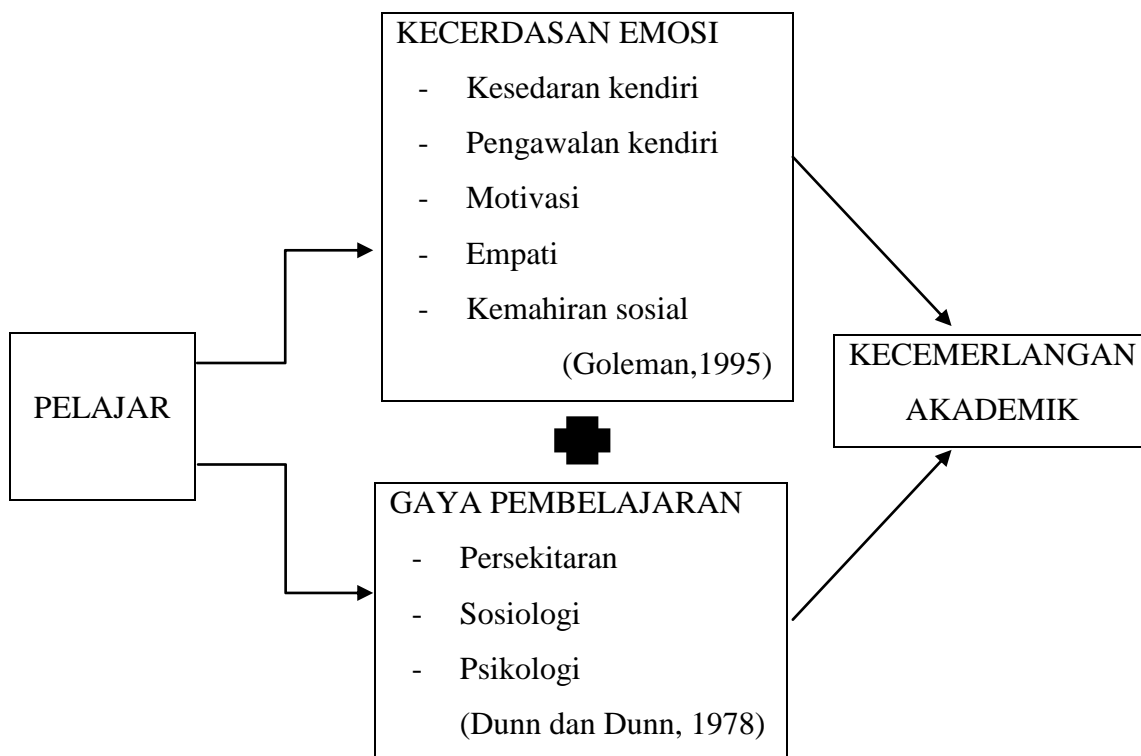 KECERDASAN EMOSI
- Kesedaran kendiri
- Pengawalan kendiri
- Motivasi
- Empati
- Kemahiran sosial
(Goleman,1995)
PELAJAR
KECEMERLANGAN
AKADEMIK
GAYA PEMBELAJARAN
- Persekitaran
- Sosiologi
- Psikologi
(Dunn dan Dunn, 1978)